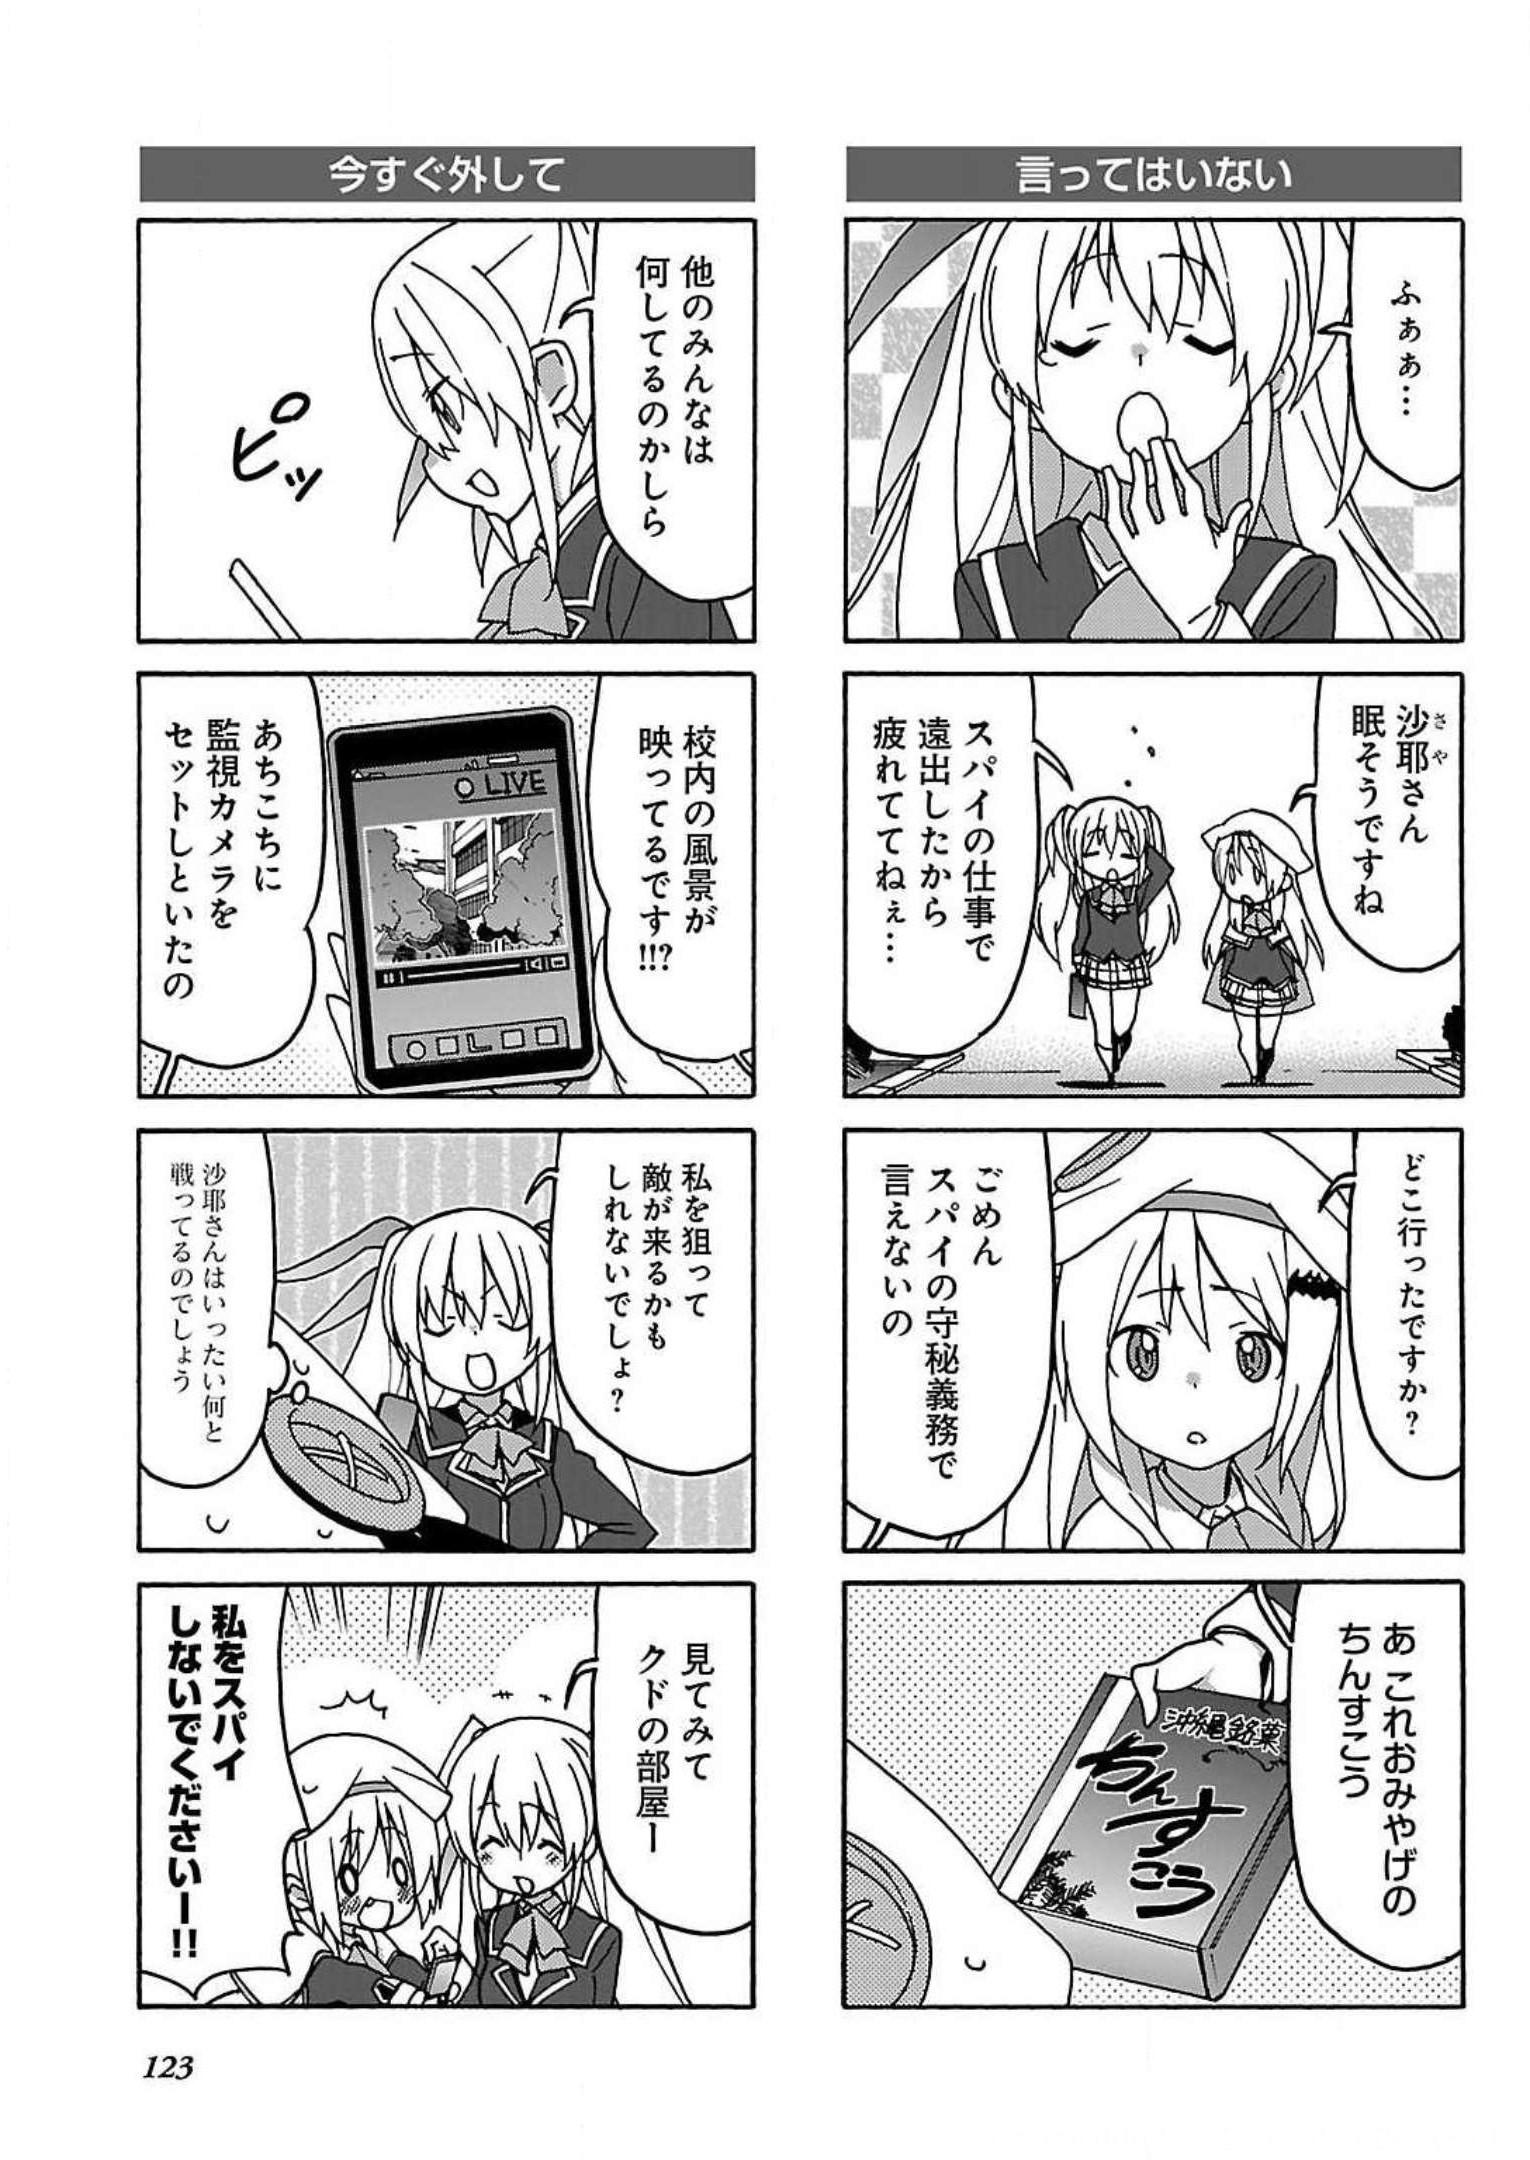 言ってはいない
ふぁぁ…
沙耶さん
さや
眠そうですね
スパイの仕事で
遠出したから
疲れててねぇ…
どこ行ったですか?
ごめん
スパイの守秘義務で
言えないの
あ これおみやげの
ちんすこう
沖縄銘菓
ちんすこう
今すぐ外して
他のみんなは
何してるのかしら
ピッ
校内の風景が
映ってるです!!?
LIVE
あちこちに
監視カメラを
セットしといたの
私を狙って
敵が来るかも
しれないでしょ?
沙耶さんはいったい何と
戦ってるのでしょう
見てみて
クドの部屋ー
私をスパイ
しないでくださいー!!
123